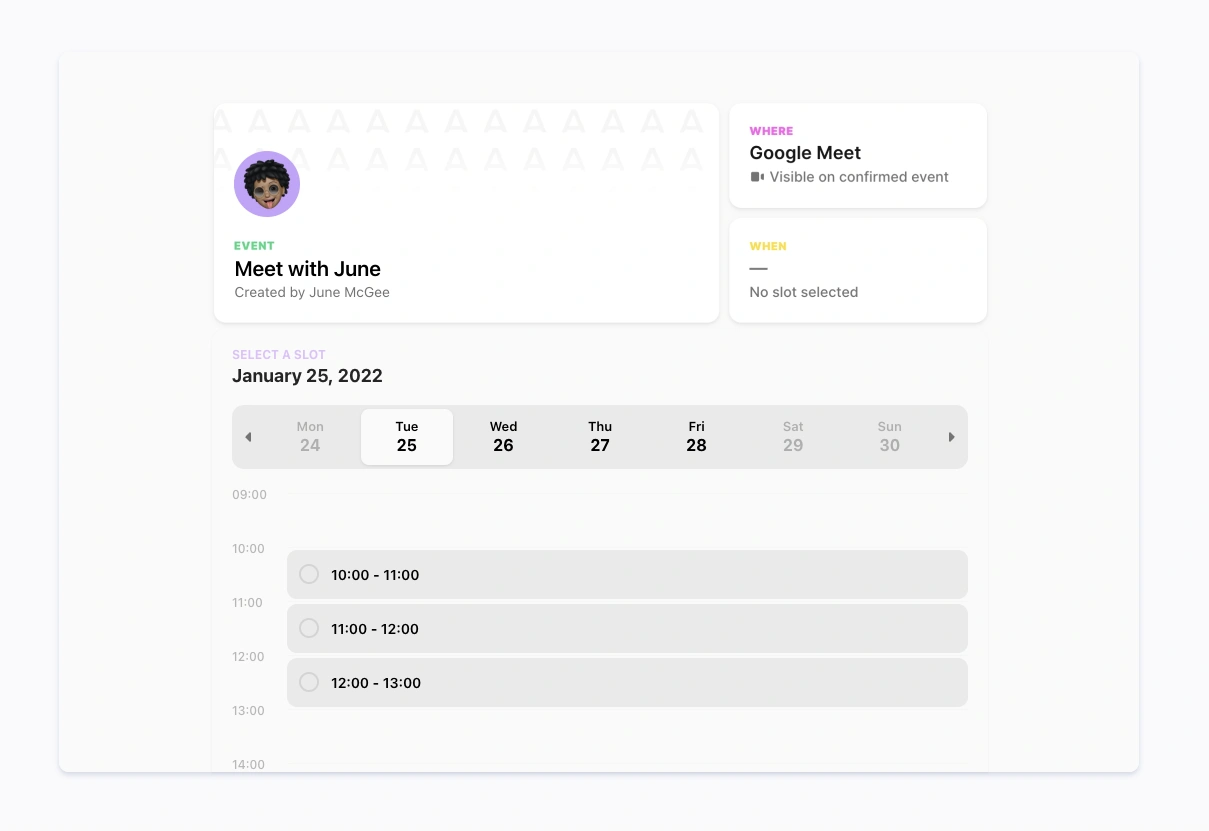 A A A A A A A A A A A A A
A A A A A A A A A A A
EVENT
Meet with June
Created by June McGee
WHERE
Google Meet
Visible on confirmed event
WHEN
—
No slot selected
SELECT A SLOT
January 25, 2022
Mon Tue Wed Thu Fri Sat Sun
24 25 26 27 28 29 30
09:00
10:00
10:00 - 11:00
11:00
11:00 - 12:00
12:00
12:00 - 13:00
13:00
14:00